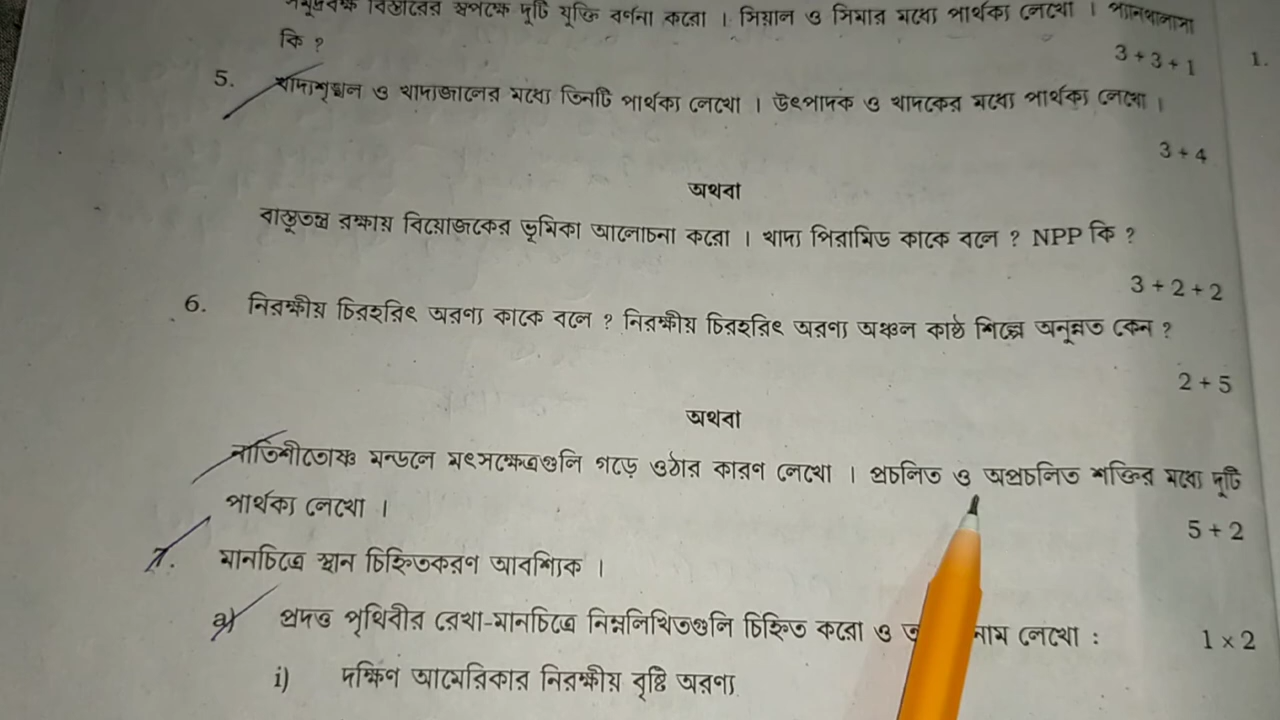 সমুদ্রবক্ষ বিস্তারের স্বপক্ষে দুটি যুক্তি বর্ণনা করো । সিয়াল ও সিমার মধ্যে পার্থক্য লেখো । প্যানথালাসা
কি ?
3 + 3 + 1
1.
5. খাদ্যশৃঙ্খল ও খাদ্যজালের মধ্যে তিনটি পার্থক্য লেখো । উৎপাদক ও খাদকের মধ্যে পার্থক্য লেখো ।
3 + 4
অথবা
বাস্তুতন্ত্র রক্ষায় বিয়োজকের ভূমিকা আলোচনা করো । খাদ্য পিরামিড কাকে বলে ? NPP কি ?
3 + 2 + 2
6. নিরক্ষীয় চিরহরিৎ অরণ্য কাকে বলে ? নিরক্ষীয় চিরহরিৎ অরণ্য অঞ্চল কাষ্ঠ শিল্পে অনুন্নত কেন ?
2 + 5
অথবা
নাতিশীতোষ্ণ মন্ডলে মৎসক্ষেত্রগুলি গড়ে ওঠার কারণ লেখো । প্রচলিত ও অপ্রচলিত শক্তির মধ্যে দুটি
পার্থক্য লেখো ।
5 + 2
7. মানচিত্রে স্থান চিহ্নিতকরণ আবশ্যিক ।
a) প্রদত্ত পৃথিবীর রেখা-মানচিত্রে নিম্নলিখিতগুলি চিহ্নিত করো ও নাম লেখো :
1 × 2
i) দক্ষিণ আমেরিকার নিরক্ষীয় বৃষ্টি অরণ্য